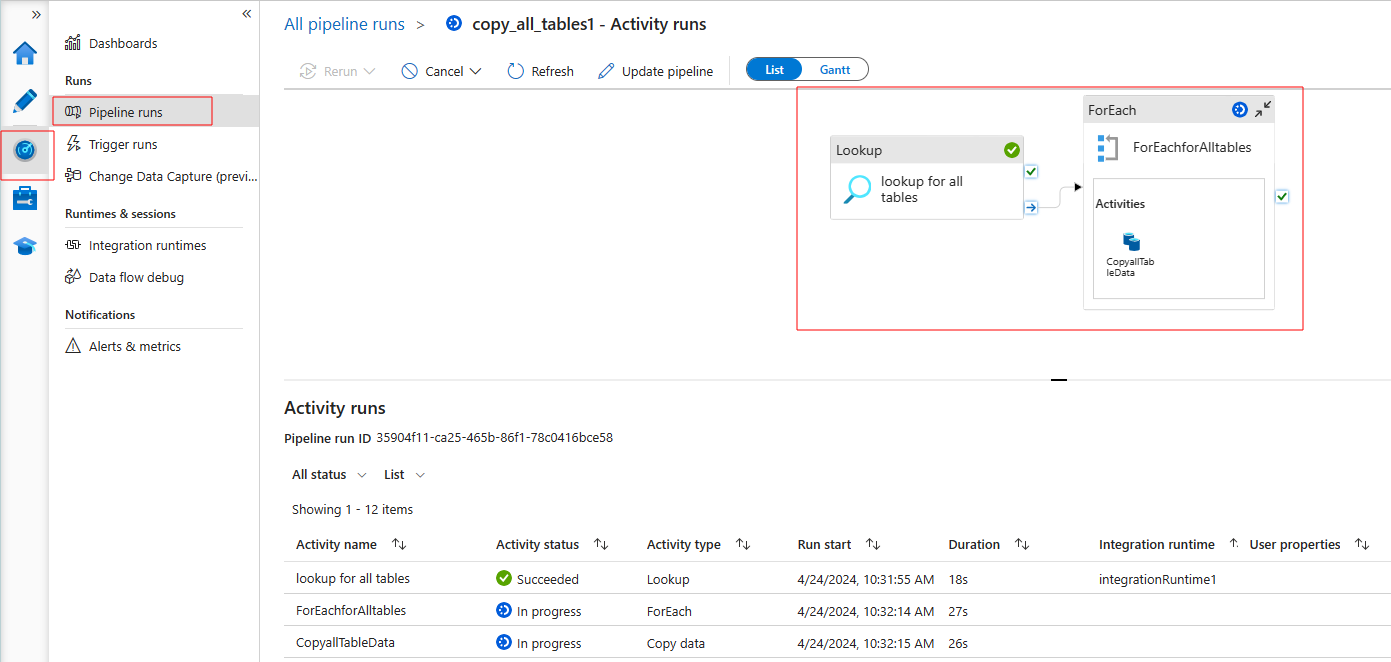 Dashboards
Runs
Pipeline runs
Trigger runs
Change Data Capture (previ...
Runtimes & sessions
Integration runtimes
Data flow debug
Notifications
Alerts & metrics
All pipeline runs > copy_all_tables1 - Activity runs
Rerun Cancel Refresh Update pipeline List Gantt
Lookup
lookup for all
tables
ForEach
ForEachforAlltables
Activities
CopyallTab
leData
Activity runs
Pipeline run ID 35904f11-ca25-465b-86f1-78c0416bce58
All status List
Showing 1 - 12 items
Activity name Activity status Activity type Run start Duration Integration runtime User properties
lookup for all tables Succeeded Lookup 4/24/2024, 10:31:55 AM 18s integrationRuntime1
ForEachforAlltables In progress ForEach 4/24/2024, 10:32:14 AM 27s
CopyallTableData In progress Copy data 4/24/2024, 10:32:15 AM 26s